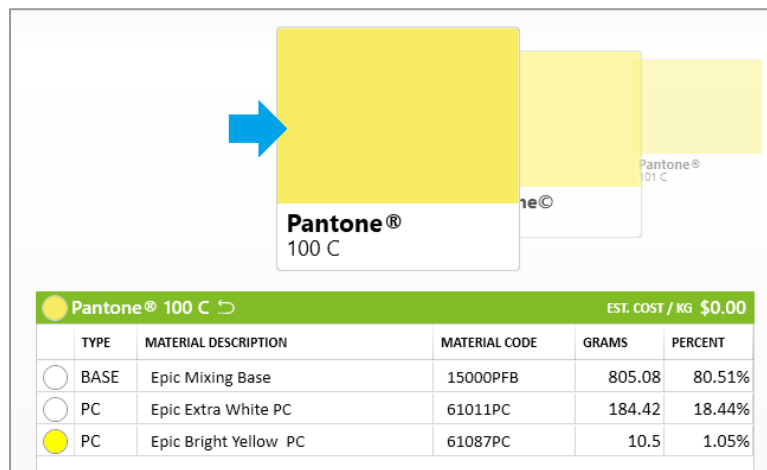 Pantone®
101 C
ne©
Pantone®
100 C
Pantone® 100 C EST. COST / KG $0.00
TYPE MATERIAL DESCRIPTION MATERIAL CODE GRAMS PERCENT
BASE Epic Mixing Base 15000PFB 805.08 80.51%
PC Epic Extra White PC 61011PC 184.42 18.44%
PC Epic Bright Yellow PC 61087PC 10.5 1.05%